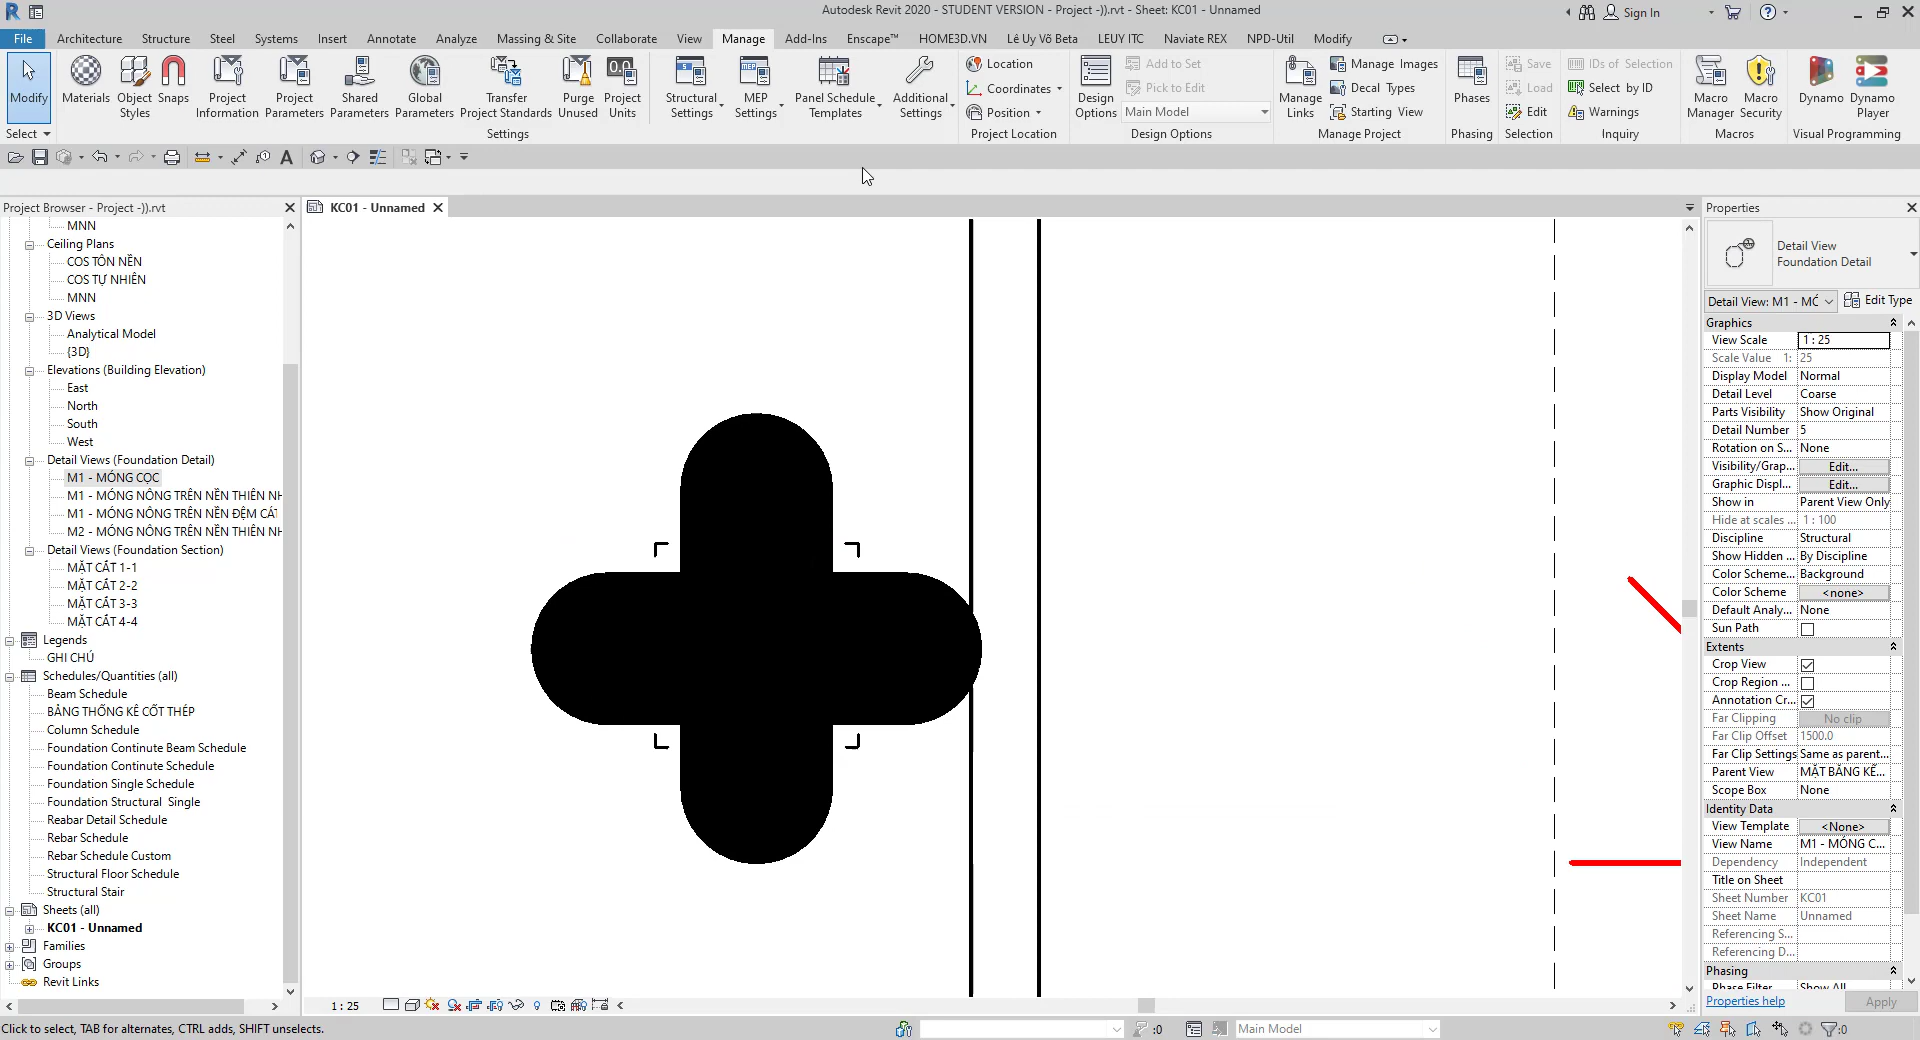 Autodesk Revit 2020 - STUDENT VERSION - Project -)).rvt - Sheet: KC01 - Unnamed
Sign In
File Architecture Structure Steel Systems Insert Annotate Analyze Massing & Site Collaborate View Manage Add-Ins Enscape™ HOME3D.VN Lê Uy Võ Beta LEUY ITC Naviate REX NPD-Util Modify
Modify
Select
Materials
Object Styles
Snaps
Project Information
Project Parameters
Shared Parameters
Global Parameters
Transfer Project Standards
Purge Unused
Project Units
Structural Settings
MEP Settings
Panel Schedule Templates
Additional Settings
Settings
Location
Coordinates
Position
Project Location
Design Options
Add to Set
Pick to Edit
Main Model
Design Options
Manage Links
Manage Images
Decal Types
Starting View
Manage Project
Phases
Phasing
Save
Load
Edit
Selection
IDs of Selection
Select by ID
Warnings
Inquiry
Macro Manager
Macro Security
Macros
Dynamo
Dynamo Player
Visual Programming
Project Browser - Project -)).rvt
MNN
Ceiling Plans
COS TÔN NỀN
COS TỰ NHIÊN
MNN
3D Views
Analytical Model
{3D}
Elevations (Building Elevation)
East
North
South
West
Detail Views (Foundation Detail)
M1 - MÓNG CỌC
M1 - MÓNG NÔNG TRÊN NỀN THIÊN NH
M1 - MÓNG NÔNG TRÊN NỀN ĐỆM CÁT
M2 - MÓNG NÔNG TRÊN NỀN THIÊN NH
Detail Views (Foundation Section)
MẶT CẮT 1-1
MẶT CẮT 2-2
MẶT CẮT 3-3
MẶT CẮT 4-4
Legends
GHI CHÚ
Schedules/Quantities (all)
Beam Schedule
BẢNG THỐNG KÊ CỐT THÉP
Column Schedule
Foundation Continute Beam Schedule
Foundation Continute Schedule
Foundation Single Schedule
Foundation Structural Single
Reabar Detail Schedule
Rebar Schedule
Rebar Schedule Custom
Structural Floor Schedule
Structural Stair
Sheets (all)
KC01 - Unnamed
Families
Groups
Revit Links
KC01 - Unnamed
1 : 25
Properties
Detail View
Foundation Detail
Detail View: M1 - MÓ Edit Type
Graphics
View Scale 1 : 25
Scale Value 1: 25
Display Model Normal
Detail Level Coarse
Parts Visibility Show Original
Detail Number 5
Rotation on S... None
Visibility/Grap... Edit...
Graphic Displ... Edit...
Show in Parent View Only
Hide at scales ... 1 : 100
Discipline Structural
Show Hidden ... By Discipline
Color Scheme... Background
Color Scheme <none>
Default Analy... None
Sun Path
Extents
Crop View
Crop Region ...
Annotation Cr...
Far Clipping No clip
Far Clip Offset 1500.0
Far Clip Settings Same as parent...
Parent View MẶT BẰNG KẾ...
Scope Box None
Identity Data
View Template <None>
View Name M1 - MÓNG C...
Dependency Independent
Title on Sheet
Sheet Number KC01
Sheet Name Unnamed
Referencing S...
Referencing D...
Phasing
Phase Filter Show All
Properties help Apply
Click to select, TAB for alternates, CTRL adds, SHIFT unselects.
:0
Main Model
:0